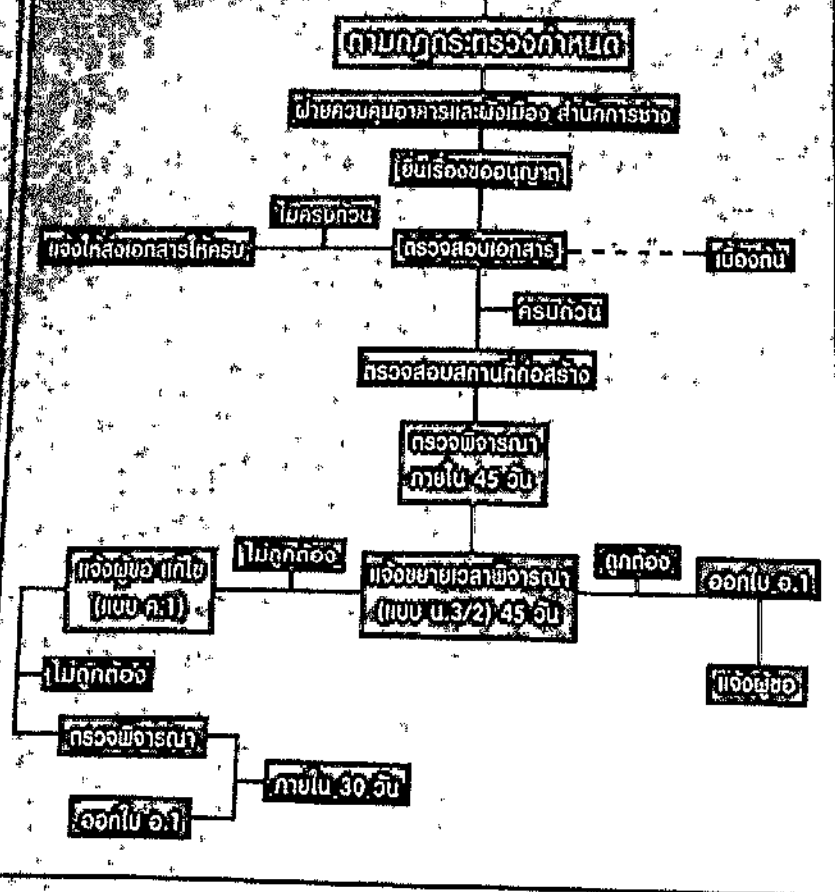 ตามกฎกระทรวงกำหนด
ฝ่ายควบคุมอาคารและผังเมือง สำนักการช่าง
ยื่นเรื่องขออนุญาต
ไม่ครบถ้วน
แจ้งให้ส่งเอกสารให้ครบ
ตรวจสอบเอกสาร
เบื้องต้น
ครบถ้วน
ตรวจสอบสถานที่ก่อสร้าง
ตรวจพิจารณา
ภายใน 45 วัน
แจ้งผู้ขอ แก้ไข
(แบบ ค.1)
ไม่ถูกต้อง
แจ้งขยายเวลาพิจารณา
(แบบ น.3/2) 45 วัน
ถูกต้อง
ออกใบ อ.1
แจ้งผู้ขอ
ไม่ถูกต้อง
ตรวจพิจารณา
ภายใน 30 วัน
ออกใบ อ.1